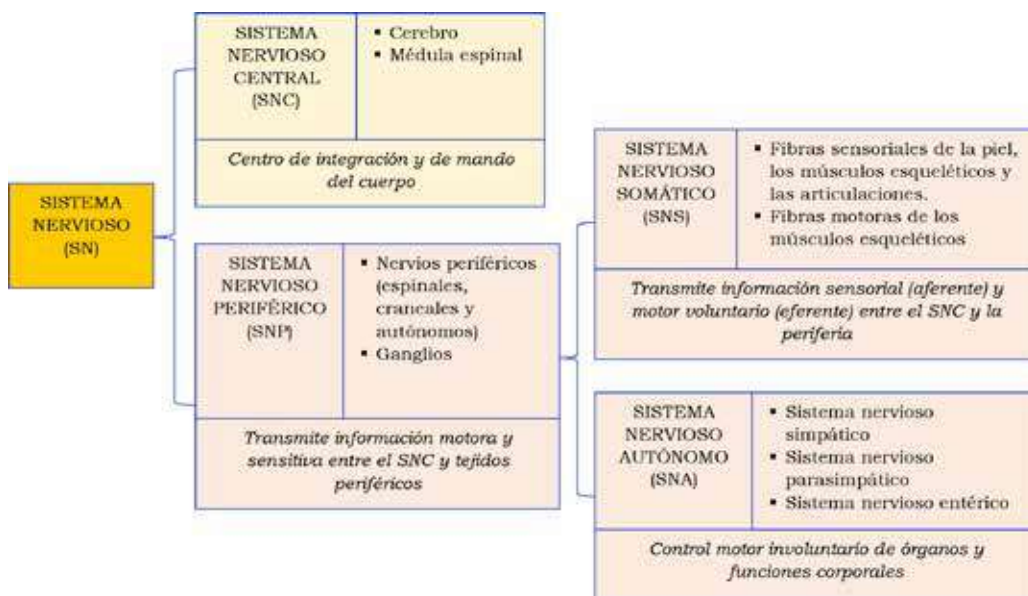 SISTEMA
NERVIOSO
(SN)
SISTEMA
NERVIOSO
CENTRAL
(SNC)
▪ Cerebro
▪ Médula espinal
Centro de integración y de mando
del cuerpo
SISTEMA
NERVIOSO
PERIFÉRICO
(SNP)
▪ Nervios periféricos
(espinales,
craneales y
autónomos)
▪ Ganglios
Transmite información motora y
sensitiva entre el SNC y tejidos
periféricos
SISTEMA
NERVIOSO
SOMÁTICO
(SNS)
▪ Fibras sensoriales de la piel,
los músculos esqueléticos y
las articulaciones.
▪ Fibras motoras de los
músculos esqueléticos
Transmite información sensorial (aferente) y
motor voluntario (eferente) entre el SNC y la
periferia
SISTEMA
NERVIOSO
AUTÓNOMO
(SNA)
▪ Sistema nervioso
simpático
▪ Sistema nervioso
parasimpático
▪ Sistema nervioso entérico
Control motor involuntario de órganos y
funciones corporales